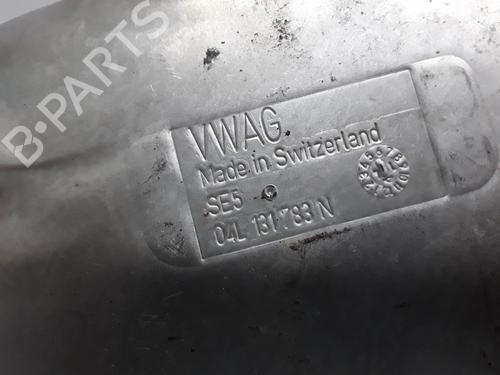 B-PARTS
VWAG
Made in Switzerland
SE5
04L 131 783 N